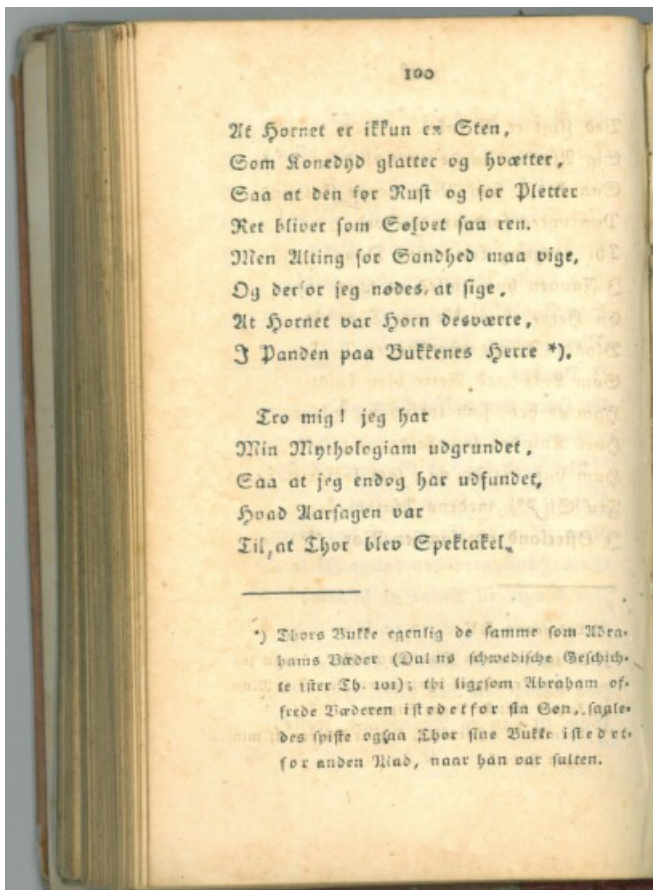 100
At Hornet er ikkun en Sten,
Som Konedyd glatter og hvætter,
Saa at den for Rust og for Pletter
Ret bliver som Sølvet saa ren.
Men Alting for Sandhed maa vige,
Og derfor jeg nødes at sige,
At Hornet var Horn desværre,
I Panden paa Bukkenes Herre *).
Tro mig! jeg har
Min Mythologiam udgrundet,
Saa at jeg endog har udfundet,
Hvad Aarsagen var
Til, at Thor blev Spektakel.
*) Thors Bukke egenlig de samme som Abra-
hams Væder (Dalns schwedische Geschich-
te 1ster Th. 101); thi ligesom Abraham of-
frede Væderen istedetfor sin Søn, saale-
des spiste ogsaa Thor sine Bukke istedet-
for anden Mad, naar han var sulten.